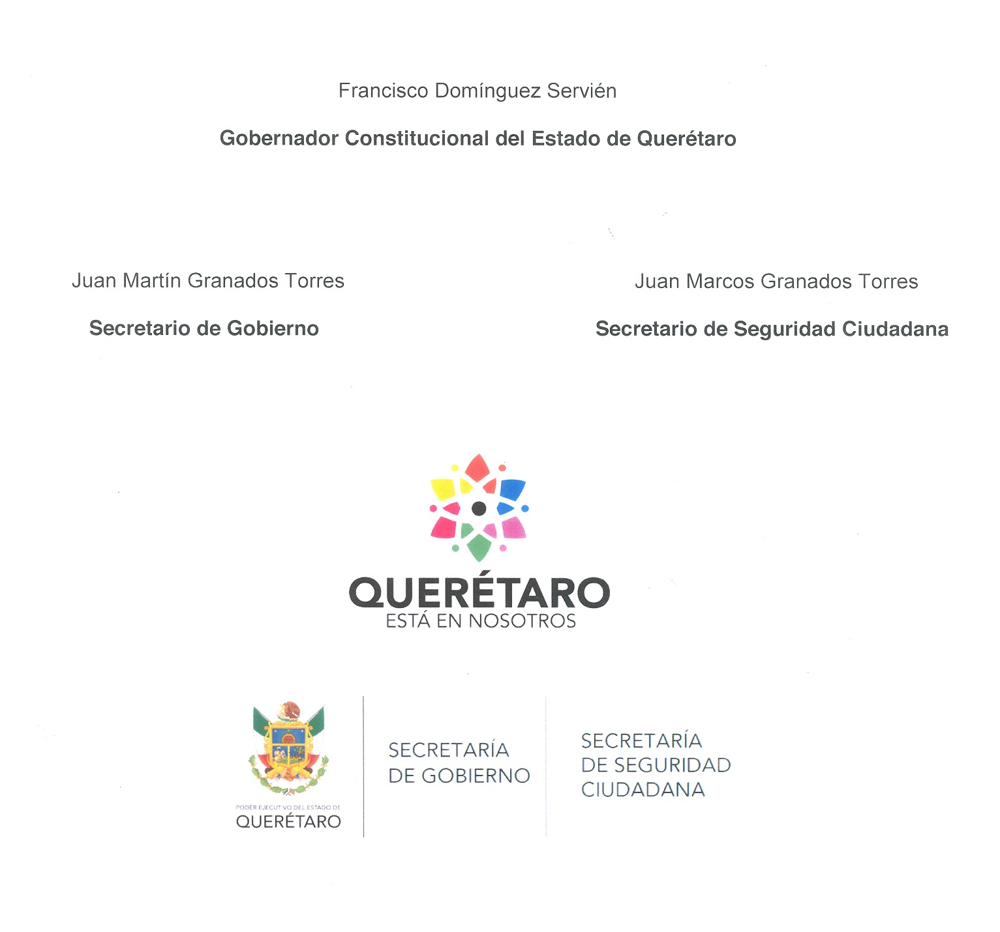 Francisco Domínguez Servién
Gobernador Constitucional del Estado de Querétaro
Juan Martín Granados Torres
Secretario de Gobierno
Juan Marcos Granados Torres
Secretario de Seguridad Ciudadana
QUERÉTARO
ESTÁ EN NOSOTROS
PODER EJECUTIVO DEL ESTADO DE
QUERÉTARO
SECRETARÍA
DE GOBIERNO
SECRETARÍA
DE SEGURIDAD
CIUDADANA